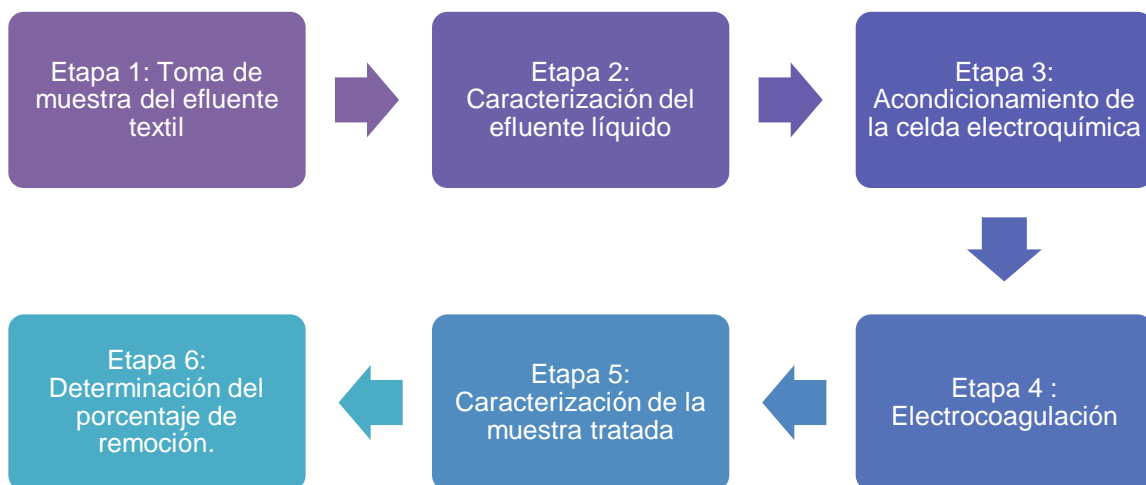 Etapa 1: Toma de
muestra del efluente
textil
Etapa 2:
Caracterización del
efluente líquido
Etapa 3:
Acondicionamiento de
la celda electroquímica
Etapa 4 :
Electrocoagulación
Etapa 5:
Caracterización de la
muestra tratada
Etapa 6:
Determinación del
porcentaje de
remoción.